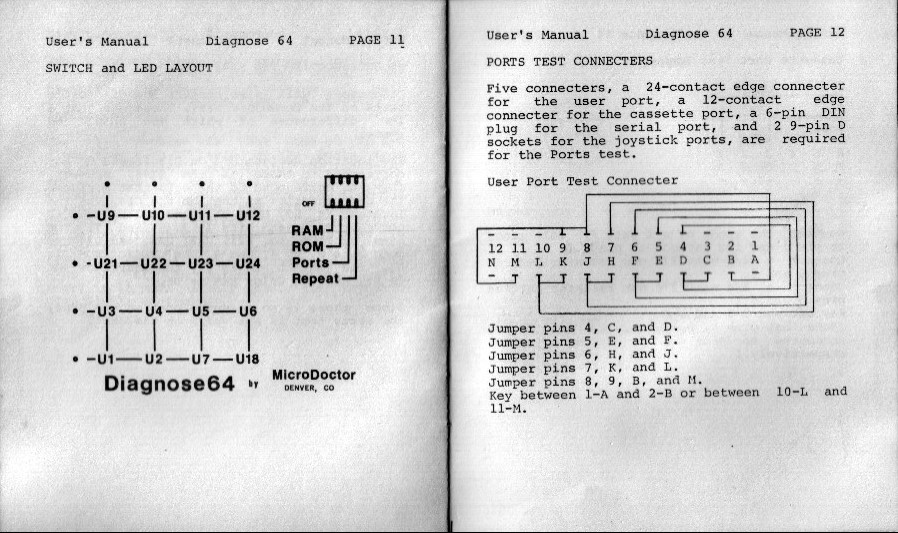 User's Manual Diagnose 64 PAGE 11
SWITCH and LED LAYOUT
OFF
-U9—U10—U11—U12
RAM
ROM
-U21—U22—U23—U24
Ports
Repeat
-U3—U4—U5—U6
-U1—U2—U7—U18
Diagnose64 by MicroDoctor
DENVER, CO
User's Manual Diagnose 64 PAGE 12
PORTS TEST CONNECTERS
Five connecters, a 24-contact edge connecter
for the user port, a 12-contact edge
connecter for the cassette port, a 6-pin DIN
plug for the serial port, and 2 9-pin D
sockets for the joystick ports, are required
for the Ports test.
User Port Test Connecter
12 11 10 9 8 7 6 5 4 3 2 1
N M L K J H F E D C B A
Jumper pins 4, C, and D.
Jumper pins 5, E, and F.
Jumper pins 6, H, and J.
Jumper pins 7, K, and L.
Jumper pins 8, 9, B, and M.
Key between 1-A and 2-B or between 10-L and
11-M.